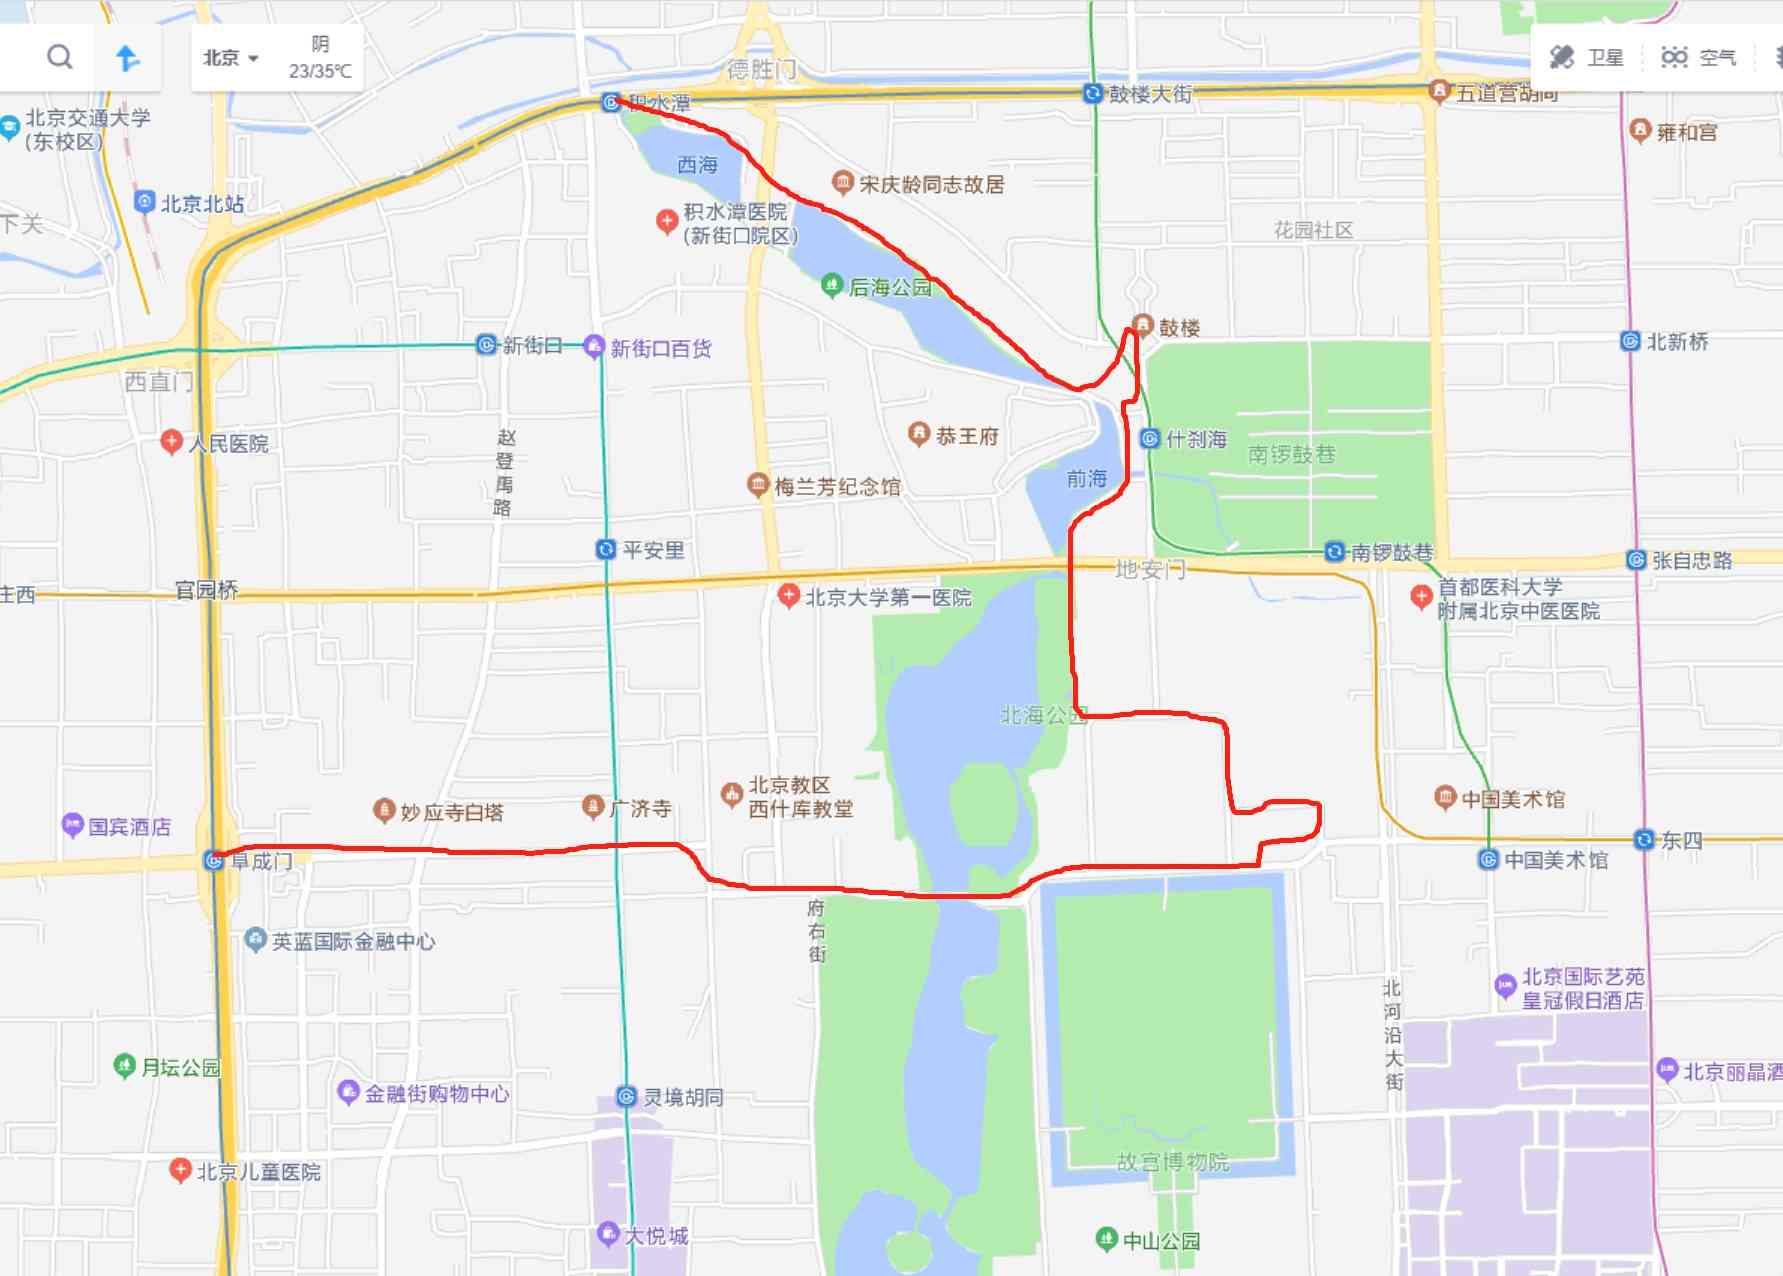 北京
阴
23/35℃
卫星
空气
德胜门
积水潭
鼓楼大街
五道营胡同
雍和宫
北京交通大学
(东校区)
西海
宋庆龄同志故居
北京北站
下关
积水潭医院
(新街口院区)
花园社区
后海公园
鼓楼
新街口
新街口百货
北新桥
西直门
人民医院
赵登禹路
恭王府
什刹海
南锣鼓巷
前海
梅兰芳纪念馆
平安里
南锣鼓巷
张自忠路
地安门
官园桥
庄西
北京大学第一医院
首都医科大学
附属北京中医医院
北海公园
北京教区
西什库教堂
妙应寺白塔
广济寺
中国美术馆
国宾酒店
阜成门
东四
中国美术馆
府右街
英蓝国际金融中心
北京国际艺苑
皇冠假日酒店
北河沿大街
月坛公园
金融街购物中心
灵境胡同
北京丽晶酒
故宫博物院
北京儿童医院
大悦城
中山公园